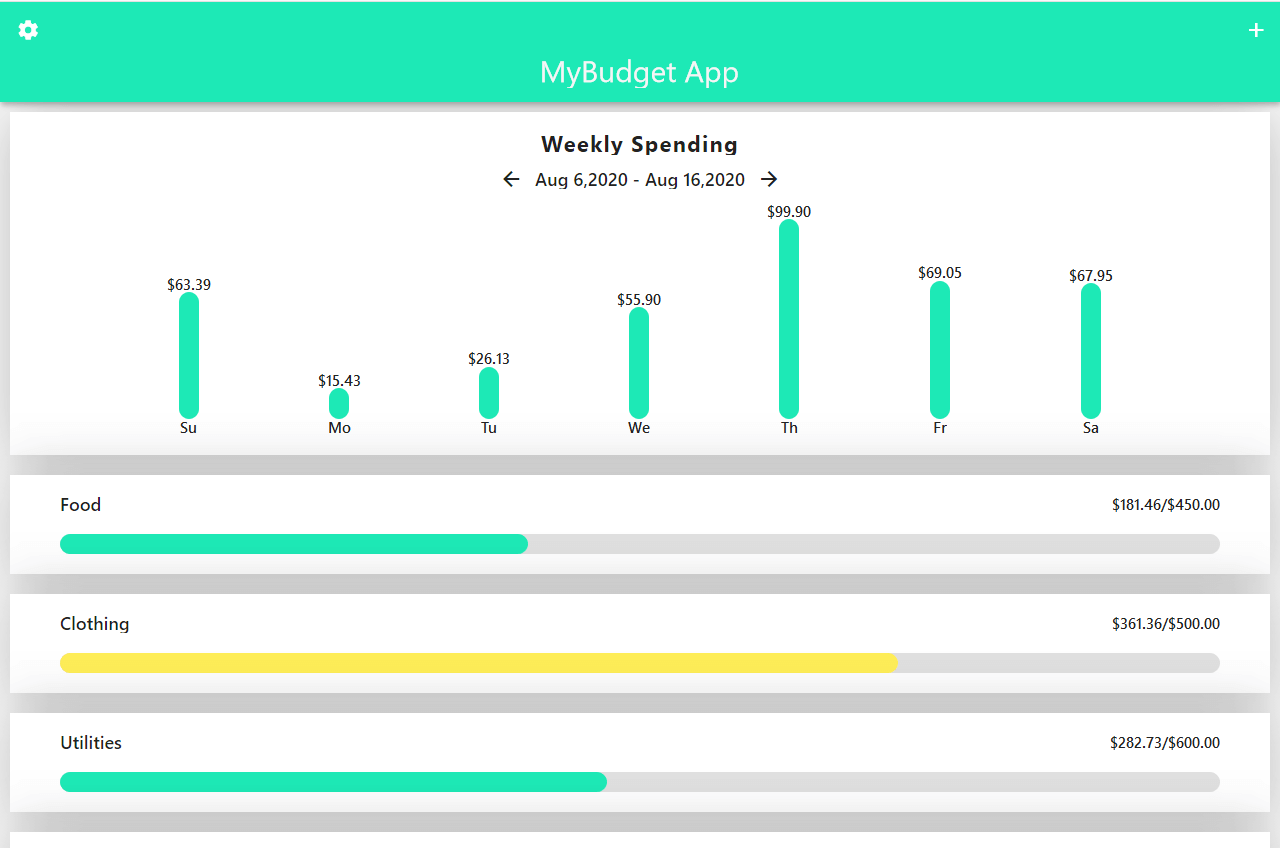 MyBudget App
Weekly Spending
Aug 6,2020 - Aug 16,2020
$63.39 $15.43 $26.13 $55.90 $99.90 $69.05 $67.95
Su Mo Tu We Th Fr Sa
Food $181.46/$450.00
Clothing $361.36/$500.00
Utilities $282.73/$600.00